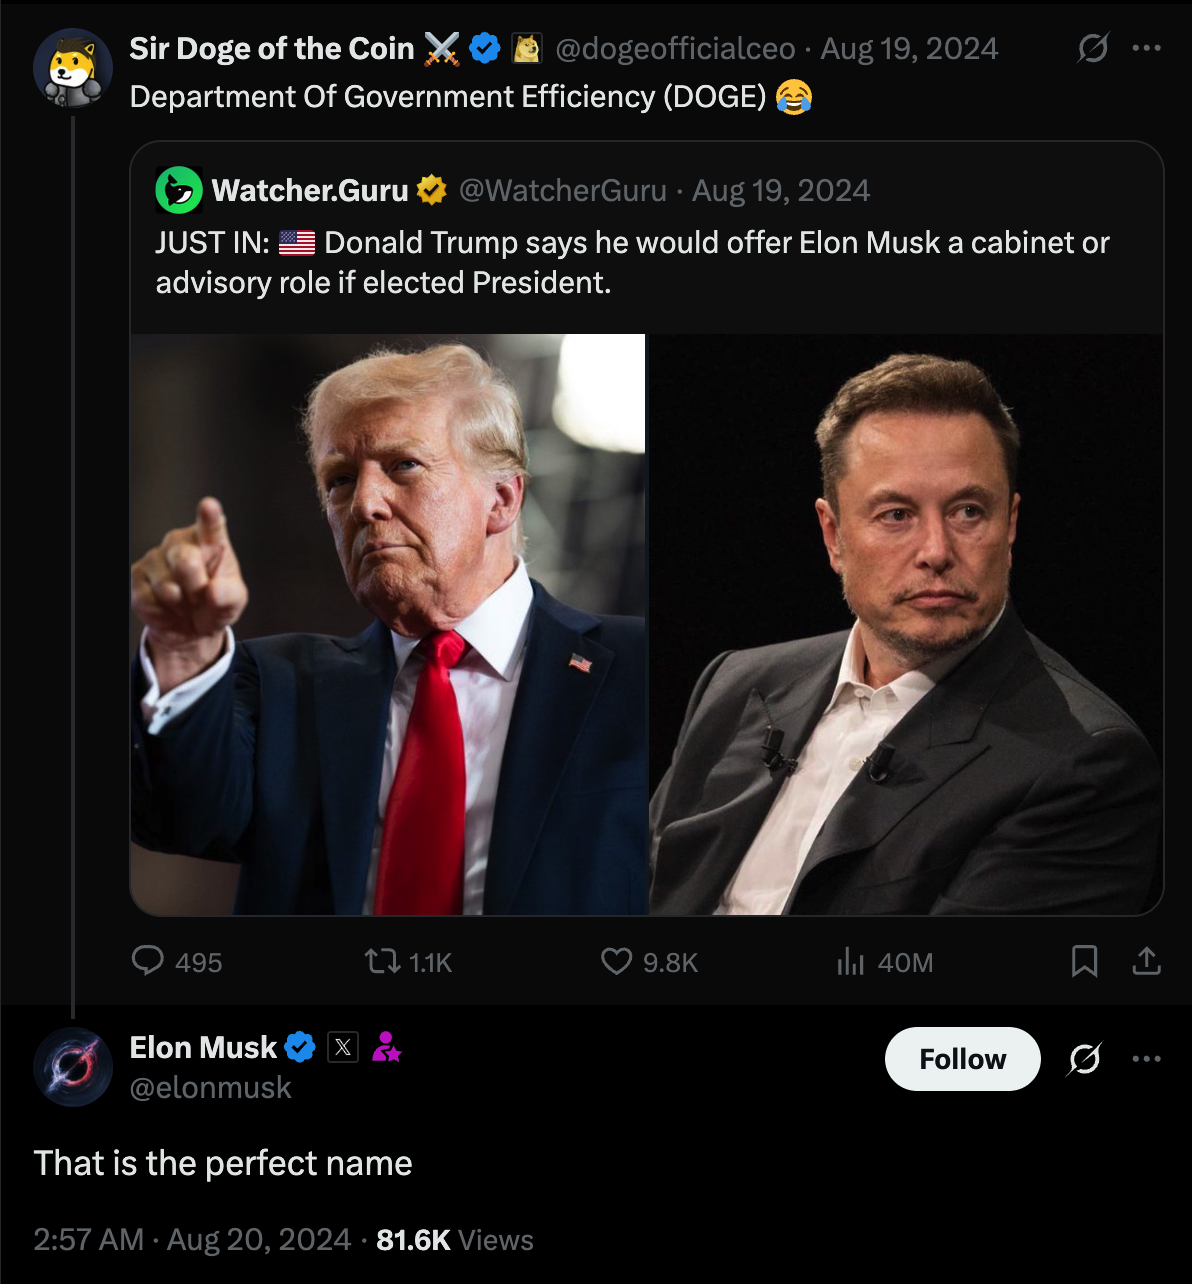 Sir Doge of the Coin ⚔️ @dogeofficialceo · Aug 19, 2024
Department Of Government Efficiency (DOGE) 😂
Watcher.Guru @WatcherGuru · Aug 19, 2024
JUST IN: 🇺🇸 Donald Trump says he would offer Elon Musk a cabinet or
advisory role if elected President.
495 1.1K 9.8K 40M
Elon Musk X
@elonmusk
Follow
That is the perfect name
2:57 AM · Aug 20, 2024 · 81.6K Views